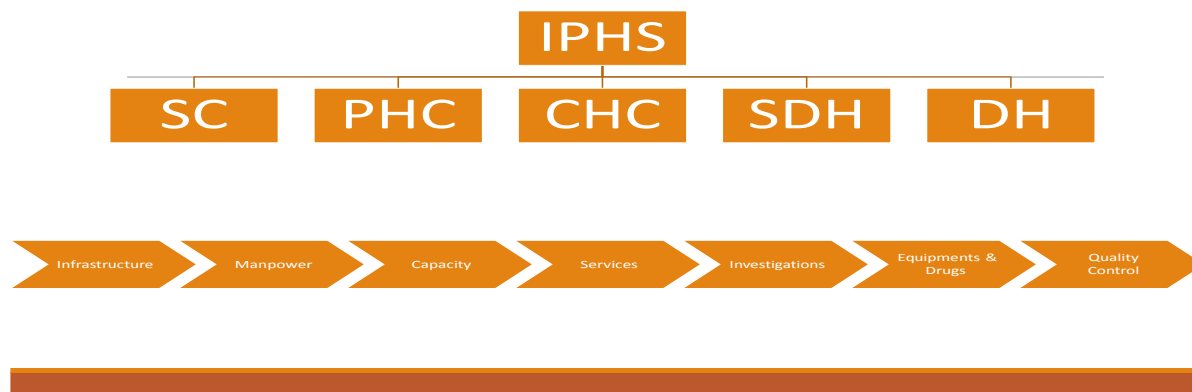 IPHS
SC
PHC
CHC
SDH
DH
Infrastructure
Manpower
Capacity
Services
Investigations
Equipments &
Drugs
Quality
Control